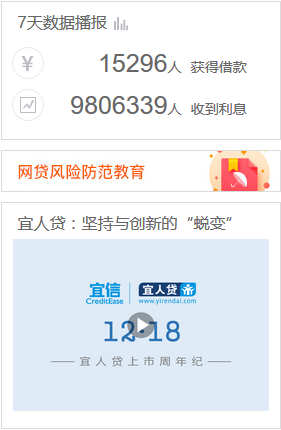 7天数据播报
¥ 15296人 获得借款
9806339人 收到利息
网贷风险防范教育
宜人贷：坚持与创新的“蜕变”
宜信 CreditEase 宜人贷 www.yirendai.com
12·18
宜人贷上市周年纪